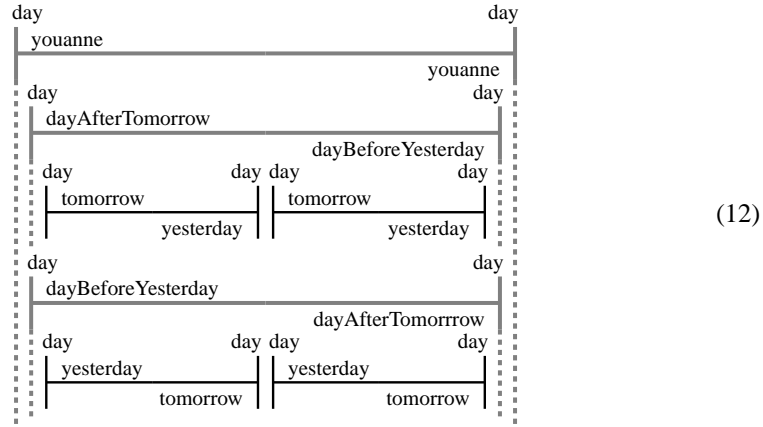 day day
youanne
youanne
day day
dayAfterTomorrow
dayBeforeYesterday
day day day day
tomorrow tomorrow
yesterday yesterday
(12)
day day
dayBeforeYesterday
dayAfterTomorrrow
day day day day
yesterday yesterday
tomorrow tomorrow